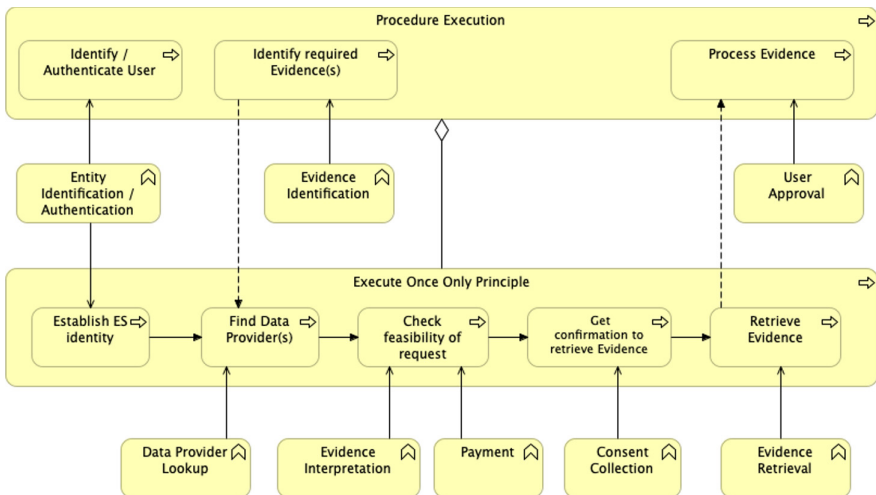 Procedure Execution
Identify /
Authenticate User
Identify required
Evidence(s)
Process Evidence
Entity
Identification /
Authentication
Evidence
Identification
User
Approval
Execute Once Only Principle
Establish ES
identity
Find Data
Provider(s)
Check
feasibility of
request
Get
confirmation to
retrieve Evidence
Retrieve
Evidence
Data Provider
Lookup
Evidence
Interpretation
Payment
Consent
Collection
Evidence
Retrieval